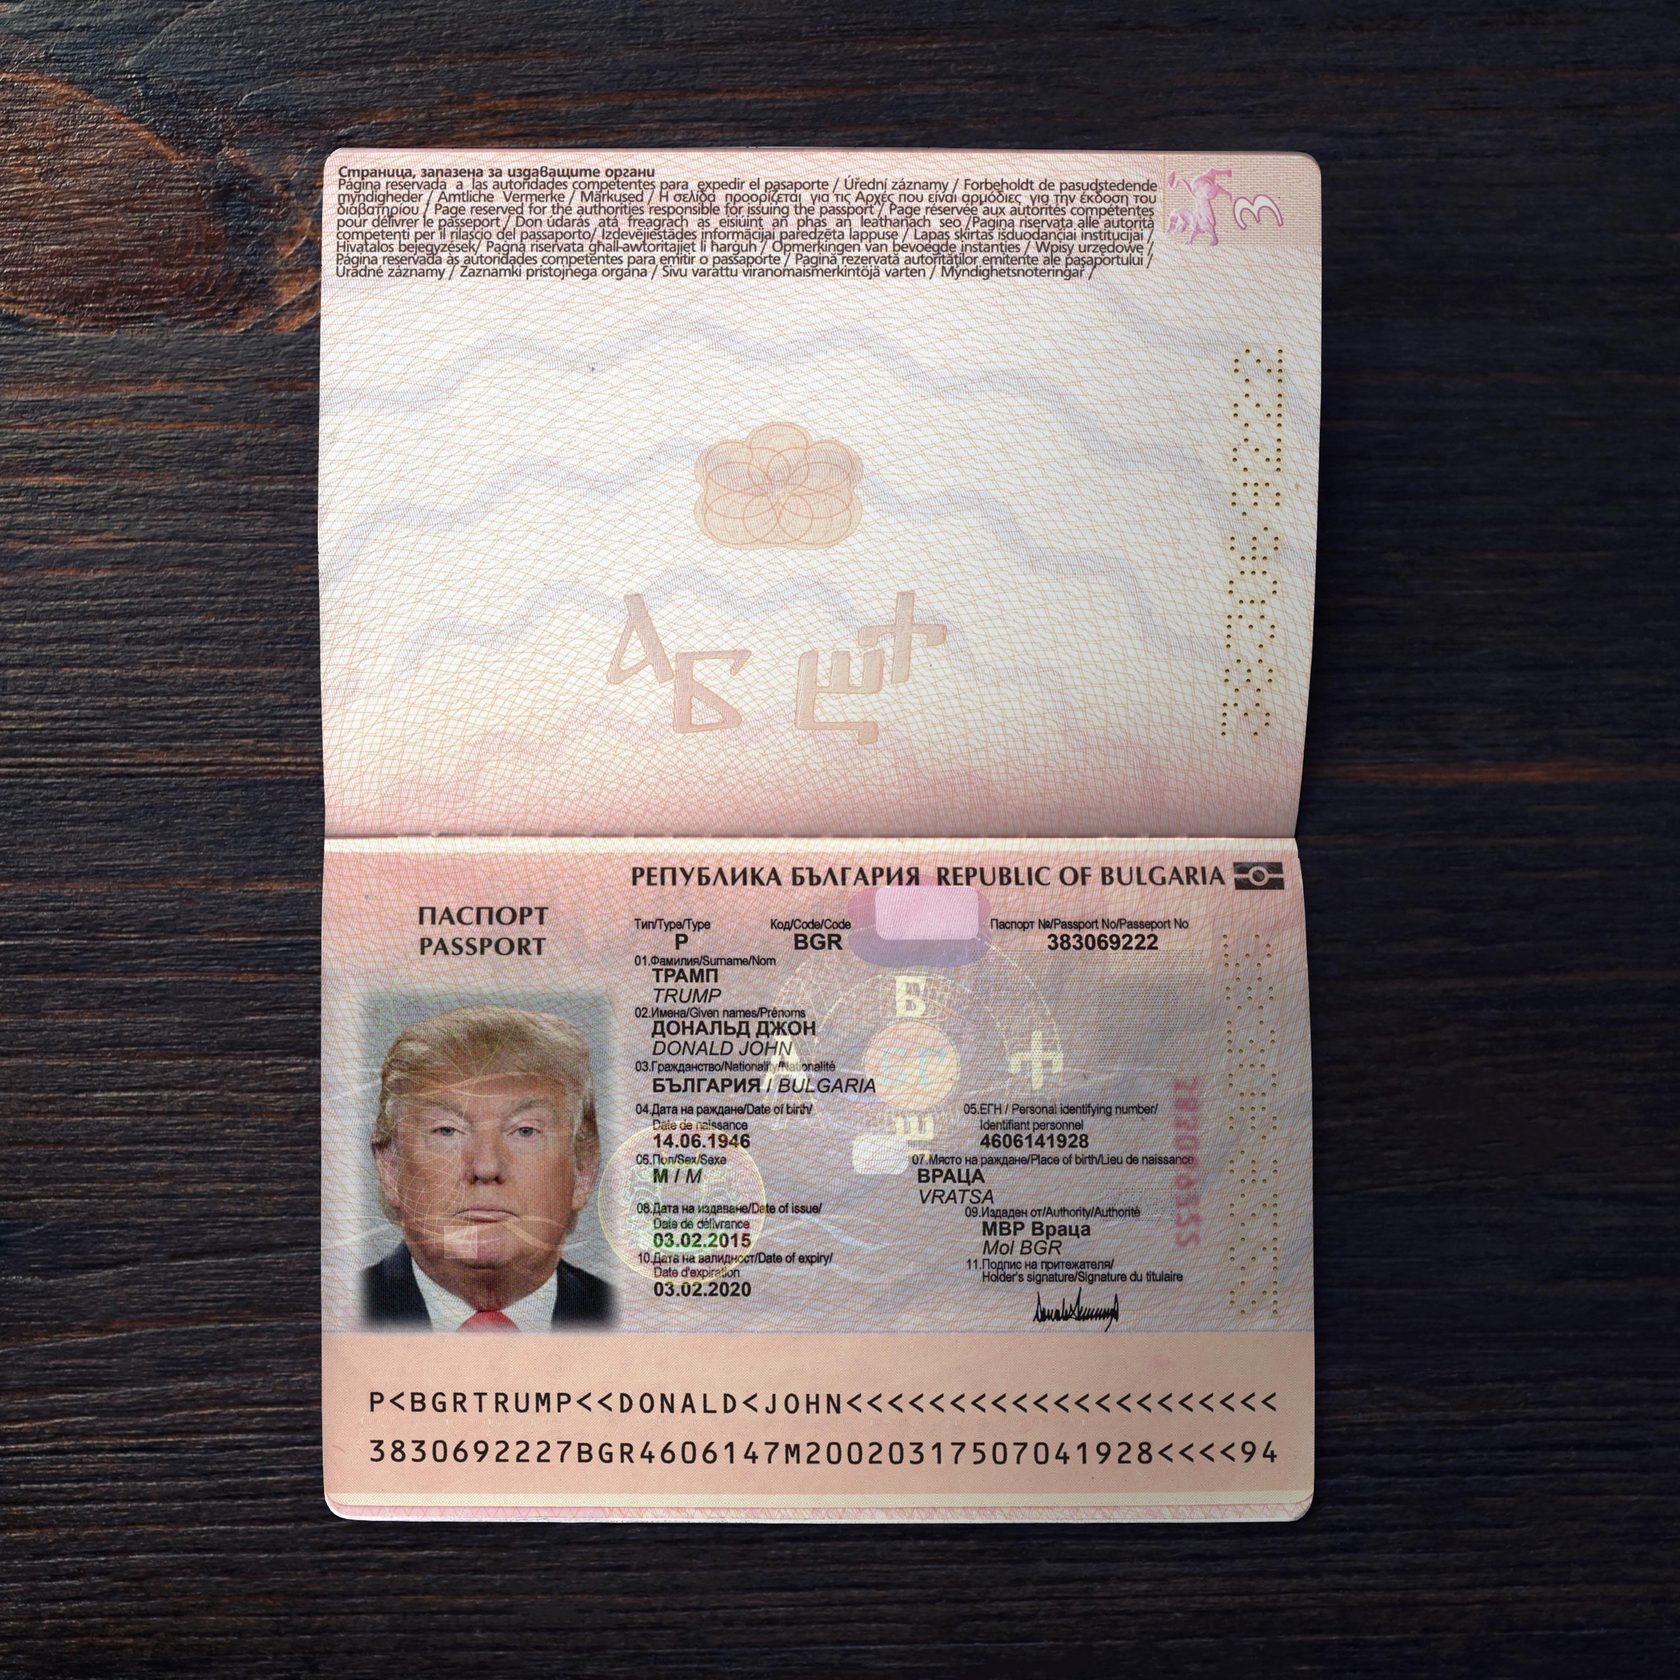 Страница, запазена за издаващите органи
Página reservada a las autoridades competentes para expedir el pasaporte / Úřední záznamy / Forbeholdt de pasudstedende
myndigheder / Amtliche Vermerke / Märkused / Η σελίδα προορίζεται για τις Αρχές που είναι αρμόδιες για την έκδοση του
διαβατηρίου / Page reserved for the authorities responsible for issuing the passport / Page réservée aux autorités compétentes
pour délivrer le passeport / Don údarás atá freagrach as eisiúint an phas an leathanach seo /Pagina riservata alle autorità
competenti per il rilascio del passaporto/ Izdevējiestādes informācijai paredzēta lappuse / Lapas skirtas išduodančiai institucijai /
Hivatalos bejegyzések/ Paġna riservata għall-awtoritajiet li ħarġuh / Opmerkingen van bevoegde instanties / Wpisy urzędowe /
Página reservada às autoridades competentes para emitir o passaporte / Pagină rezervată autorităților emitente ale pașaportului /
Úradné záznamy / Zaznamki pristojnega organa / Sivu varattu viranomaismerkintöjä varten / Myndighetsnoteringar /
3
РЕПУБЛИКА БЪЛГАРИЯ REPUBLIC OF BULGARIA
ПАСПОРТ
PASSPORT
Тип/Type/Type Код/Code/Code Паспорт №/Passport No/Passeport No
P BGR 383069222
01.Фамилия/Surname/Nom
ТРАМП
TRUMP
02.Имена/Given names/Prénoms
ДОНАЛЬД ДЖОН
DONALD JOHN
03.Гражданство/Nationality/Nationalité
БЪЛГАРИЯ / BULGARIA
04.Дата на раждане/Date of birth/ 05.ЕГН / Personal identifying number/
Date de naissance Identifiant personnel
14.06.1946 4606141928
06.Пол/Sex/Sexe 07.Място на раждане/Place of birth/Lieu de naissance
M / M ВРАЦА
VRATSA
08.Дата на издаване/Date of issue/ 09.Издаден от/Authority/Authorité
Date de délivrance МВР Враца
03.02.2015 MoI BGR
10.Дата на валидност/Date of expiry/ 11.Подпис на притежателя/
Date d'expiration Holder's signature/Signature du titulaire
03.02.2020
P<BGRTRUMP<<DONALD<JOHN<<<<<<<<<<<<<<<<<<<<<
3830692227BGR4606147M20020317507041928<<<<94